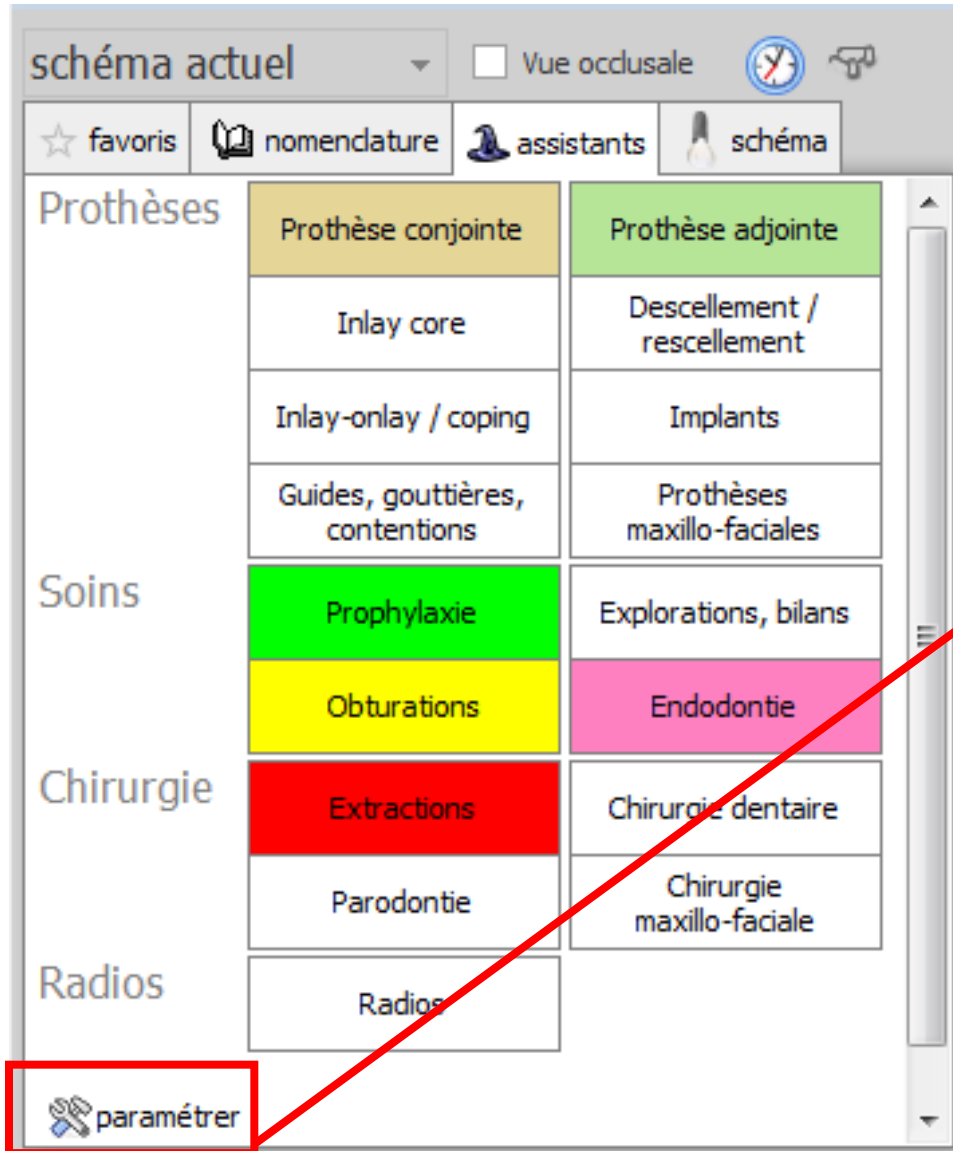 schéma actuel
Vue occlusale
favoris
nomenclature
assistants
schéma
Prothèses
Prothèse conjointe
Prothèse adjointe
Inlay core
Descellement /
rescellement
Inlay-onlay / coping
Implants
Guides, gouttières,
contentions
Prothèses
maxillo-faciales
Soins
Prophylaxie
Explorations, bilans
Obturations
Endodontie
Chirurgie
Extractions
Chirurgie dentaire
Parodontie
Chirurgie
maxillo-faciale
Radios
Radios
paramétrer